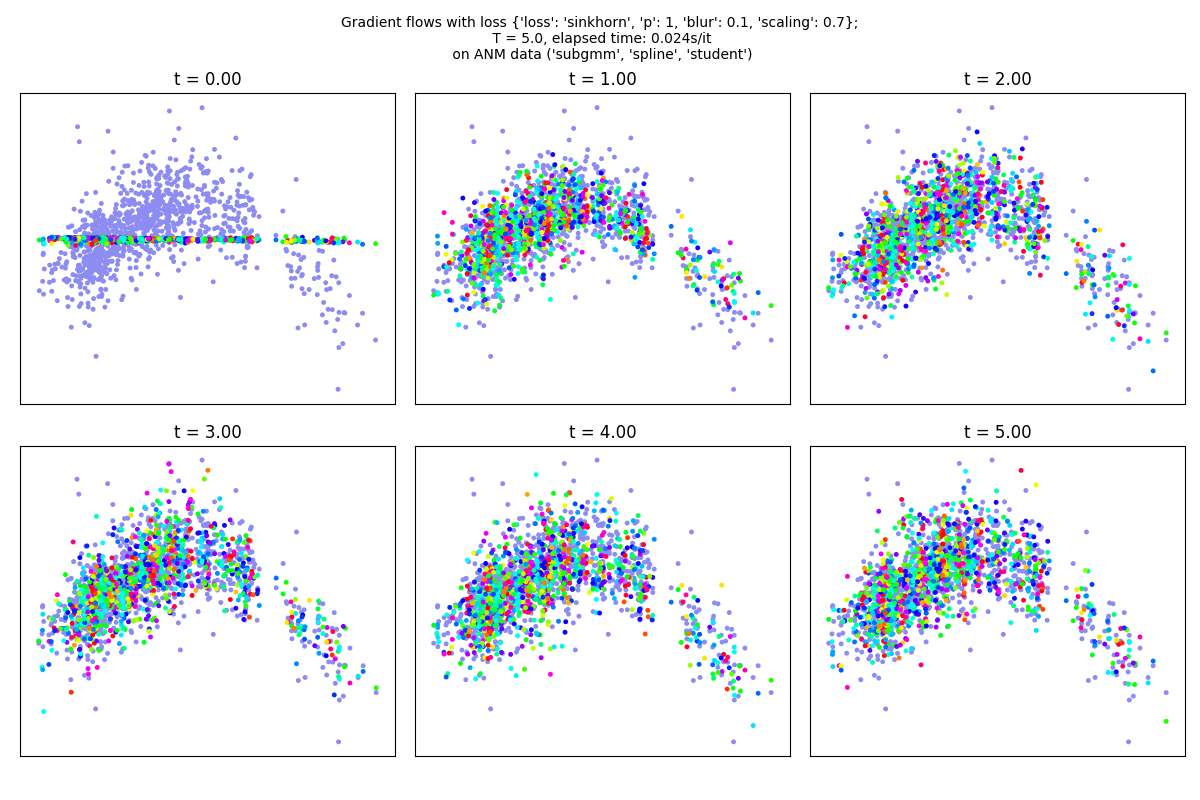 Gradient flows with loss {'loss': 'sinkhorn', 'p': 1, 'blur': 0.1, 'scaling': 0.7};
T = 5.0, elapsed time: 0.024s/it
on ANM data ('subgmm', 'spline', 'student')
t = 0.00
t = 1.00
t = 2.00
t = 3.00
t = 4.00
t = 5.00